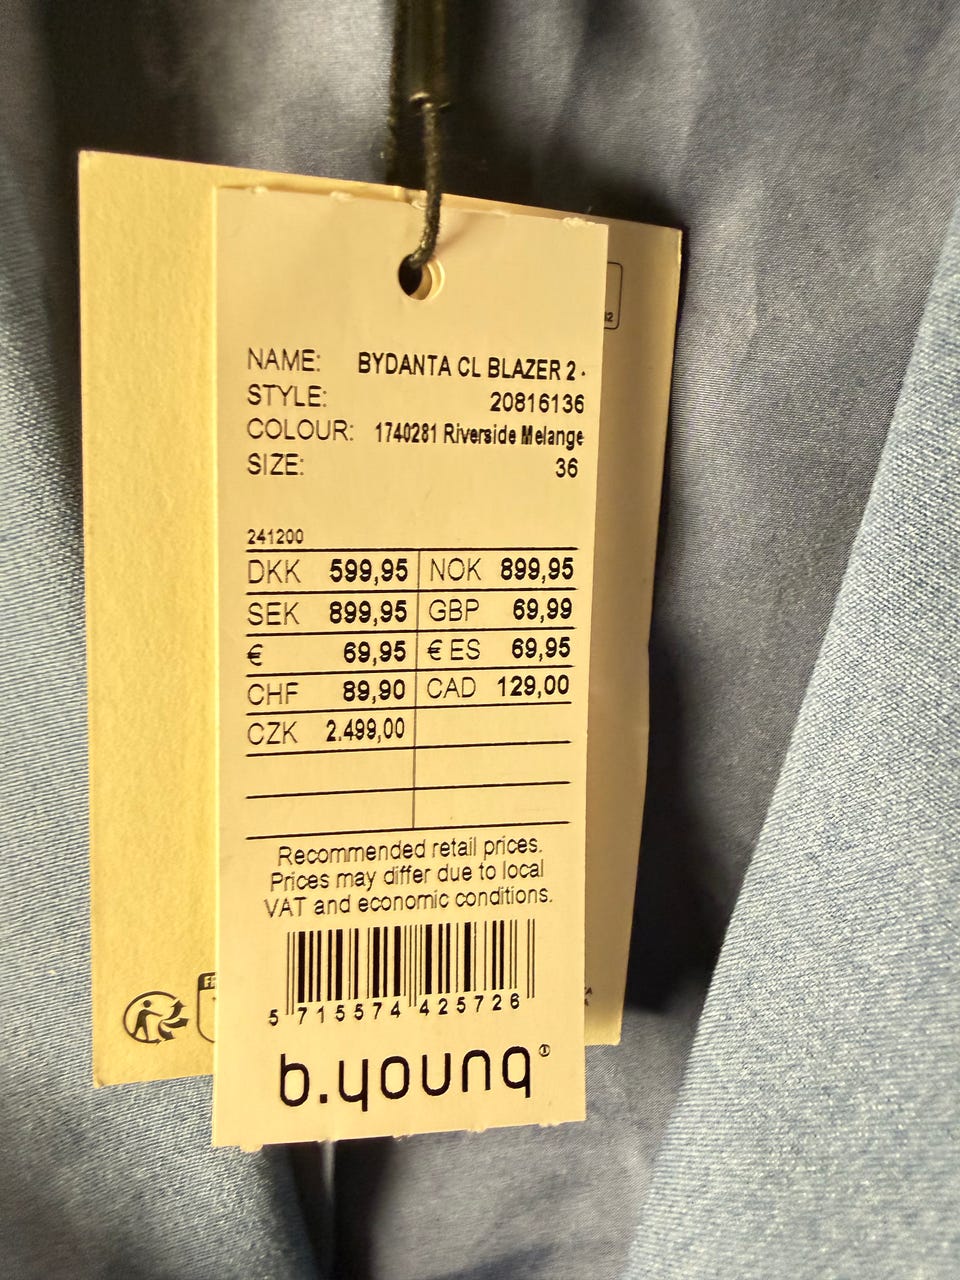 NAME: BYDANTA CL BLAZER 2 -
STYLE: 20816136
COLOUR: 1740281 Riverside Melange
SIZE: 36
241200
DKK 599,95 NOK 899,95
SEK 899,95 GBP 69,99
€ 69,95 € ES 69,95
CHF 89,90 CAD 129,00
CZK 2.499,00
Recommended retail prices.
Prices may differ due to local
VAT and economic conditions.
5 715574 425726
b.young®